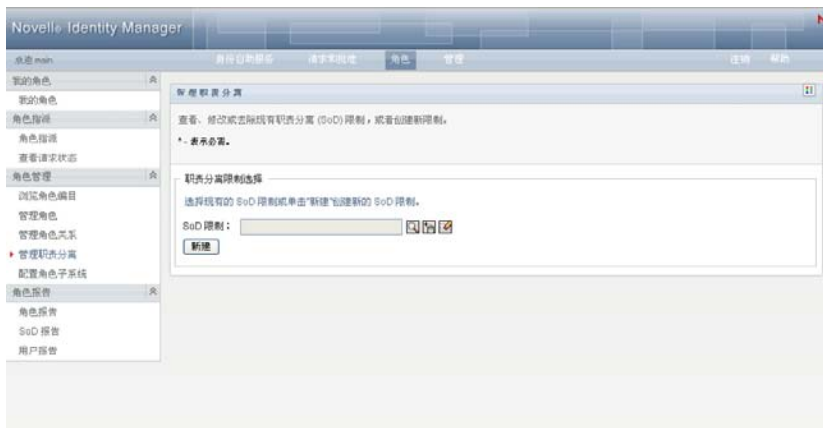 Novell® Identity Manager
欢迎 main
身份自助服务 请求和批准 角色 管理 注销 帮助
我的角色
我的角色
角色指派
角色指派
查看请求状态
角色管理
浏览角色编目
管理角色
管理角色关系
管理职责分离
配置角色子系统
角色报告
角色报告
SoD 报告
用户报告
管理职责分离
查看、修改或去除现有职责分离 (SoD) 限制，或者创建新限制。
*- 表示必需。
职责分离限制选择
选择现有的 SoD 限制或单击"新建"创建新的 SoD 限制。
SoD 限制：
新建